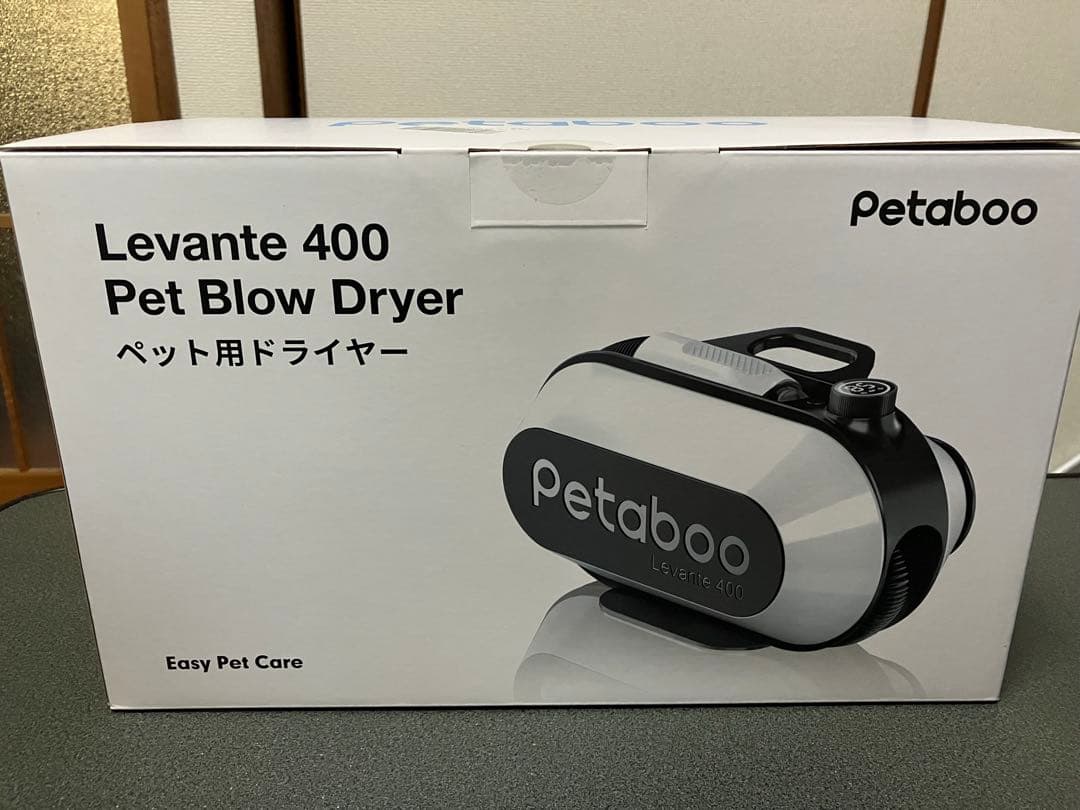 petaboo
petaboo
Levante 400
Pet Blow Dryer
ペット用ドライヤー
petaboo
Levante 400
Easy Pet Care